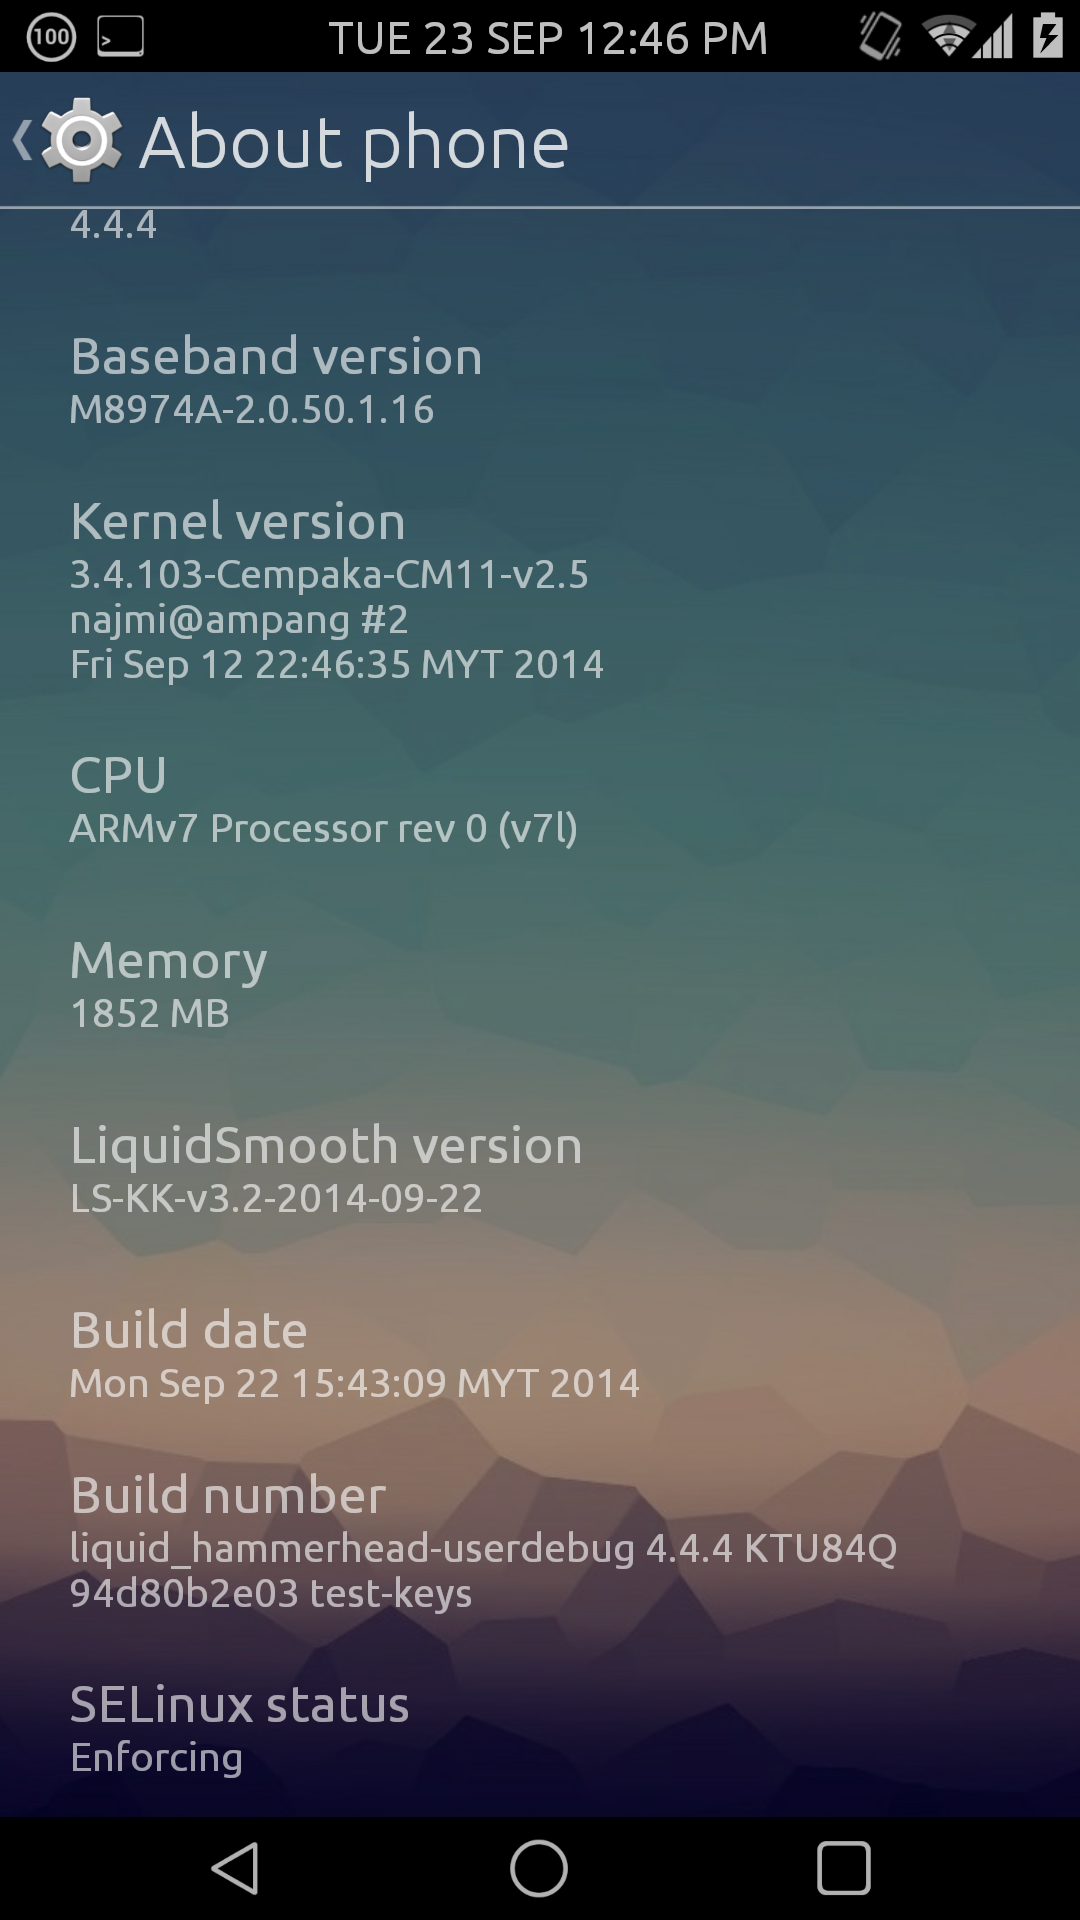 100 >_ TUE 23 SEP 12:46 PM
About phone
4.4.4
Baseband version
M8974A-2.0.50.1.16
Kernel version
3.4.103-Cempaka-CM11-v2.5
najmi@ampang #2
Fri Sep 12 22:46:35 MYT 2014
CPU
ARMv7 Processor rev 0 (v7l)
Memory
1852 MB
LiquidSmooth version
LS-KK-v3.2-2014-09-22
Build date
Mon Sep 22 15:43:09 MYT 2014
Build number
liquid_hammerhead-userdebug 4.4.4 KTU84Q
94d80b2e03 test-keys
SELinux status
Enforcing